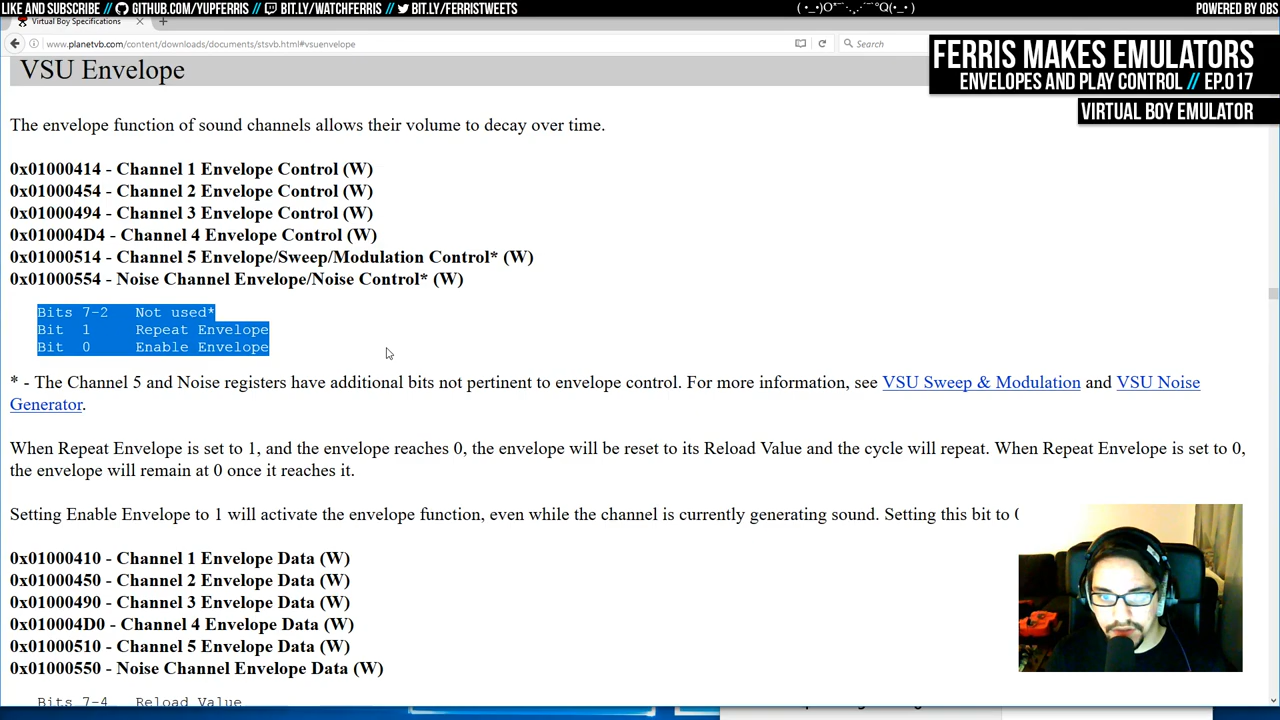 LIKE AND SUBSCRIBE // GITHUB.COM/YUPFERRIS // BIT.LY/WATCHFERRIS // BIT.LY/FERRISTWEETS
POWERED BY OBS
Virtual Boy Specifications
www.planetvb.com/content/downloads/documents/stsvb.html#vsuenvelope
Search
FERRIS MAKES EMULATORS
ENVELOPES AND PLAY CONTROL // EP.017
VIRTUAL BOY EMULATOR
VSU Envelope
The envelope function of sound channels allows their volume to decay over time.
0x01000414 - Channel 1 Envelope Control (W)
0x01000454 - Channel 2 Envelope Control (W)
0x01000494 - Channel 3 Envelope Control (W)
0x010004D4 - Channel 4 Envelope Control (W)
0x01000514 - Channel 5 Envelope/Sweep/Modulation Control* (W)
0x01000554 - Noise Channel Envelope/Noise Control* (W)
Bits 7-2 Not used*
Bit 1 Repeat Envelope
Bit 0 Enable Envelope
* - The Channel 5 and Noise registers have additional bits not pertinent to envelope control. For more information, see VSU Sweep & Modulation and VSU Noise
Generator.
When Repeat Envelope is set to 1, and the envelope reaches 0, the envelope will be reset to its Reload Value and the cycle will repeat. When Repeat Envelope is set to 0,
the envelope will remain at 0 once it reaches it.
Setting Enable Envelope to 1 will activate the envelope function, even while the channel is currently generating sound. Setting this bit to
0x01000410 - Channel 1 Envelope Data (W)
0x01000450 - Channel 2 Envelope Data (W)
0x01000490 - Channel 3 Envelope Data (W)
0x010004D0 - Channel 4 Envelope Data (W)
0x01000510 - Channel 5 Envelope Data (W)
0x01000550 - Noise Channel Envelope Data (W)
Bits 7-4 Reload Value